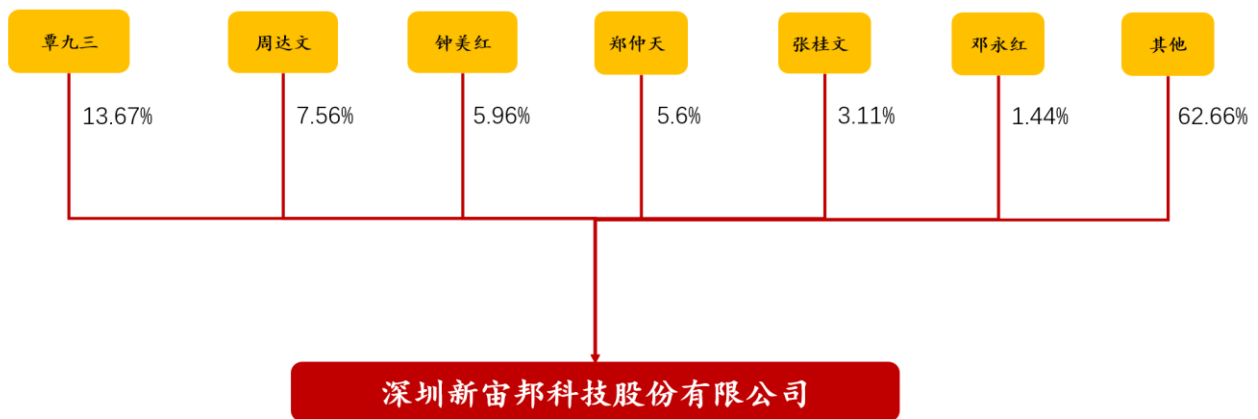 覃九三
周达文
钟美红
郑仲天
张桂文
邓永红
其他
13.67%
7.56%
5.96%
5.6%
3.11%
1.44%
62.66%
深圳新宙邦科技股份有限公司